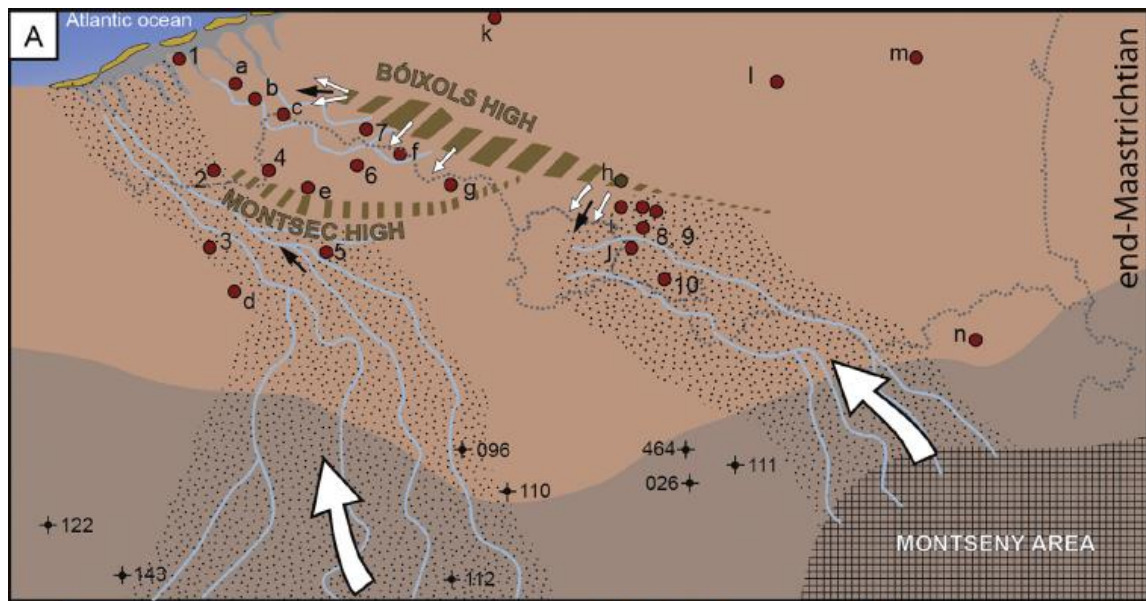 A
Atlantic ocean
k
1
a
b
c
BÓIXOLS HIGH
l
m
end-Maastrichtian
7
f
2
4
6
e
g
h
MONTSEC HIGH
i
3
5
j
8, 9
d
10
n
096
464
111
110
026
122
MONTSENY AREA
143
112